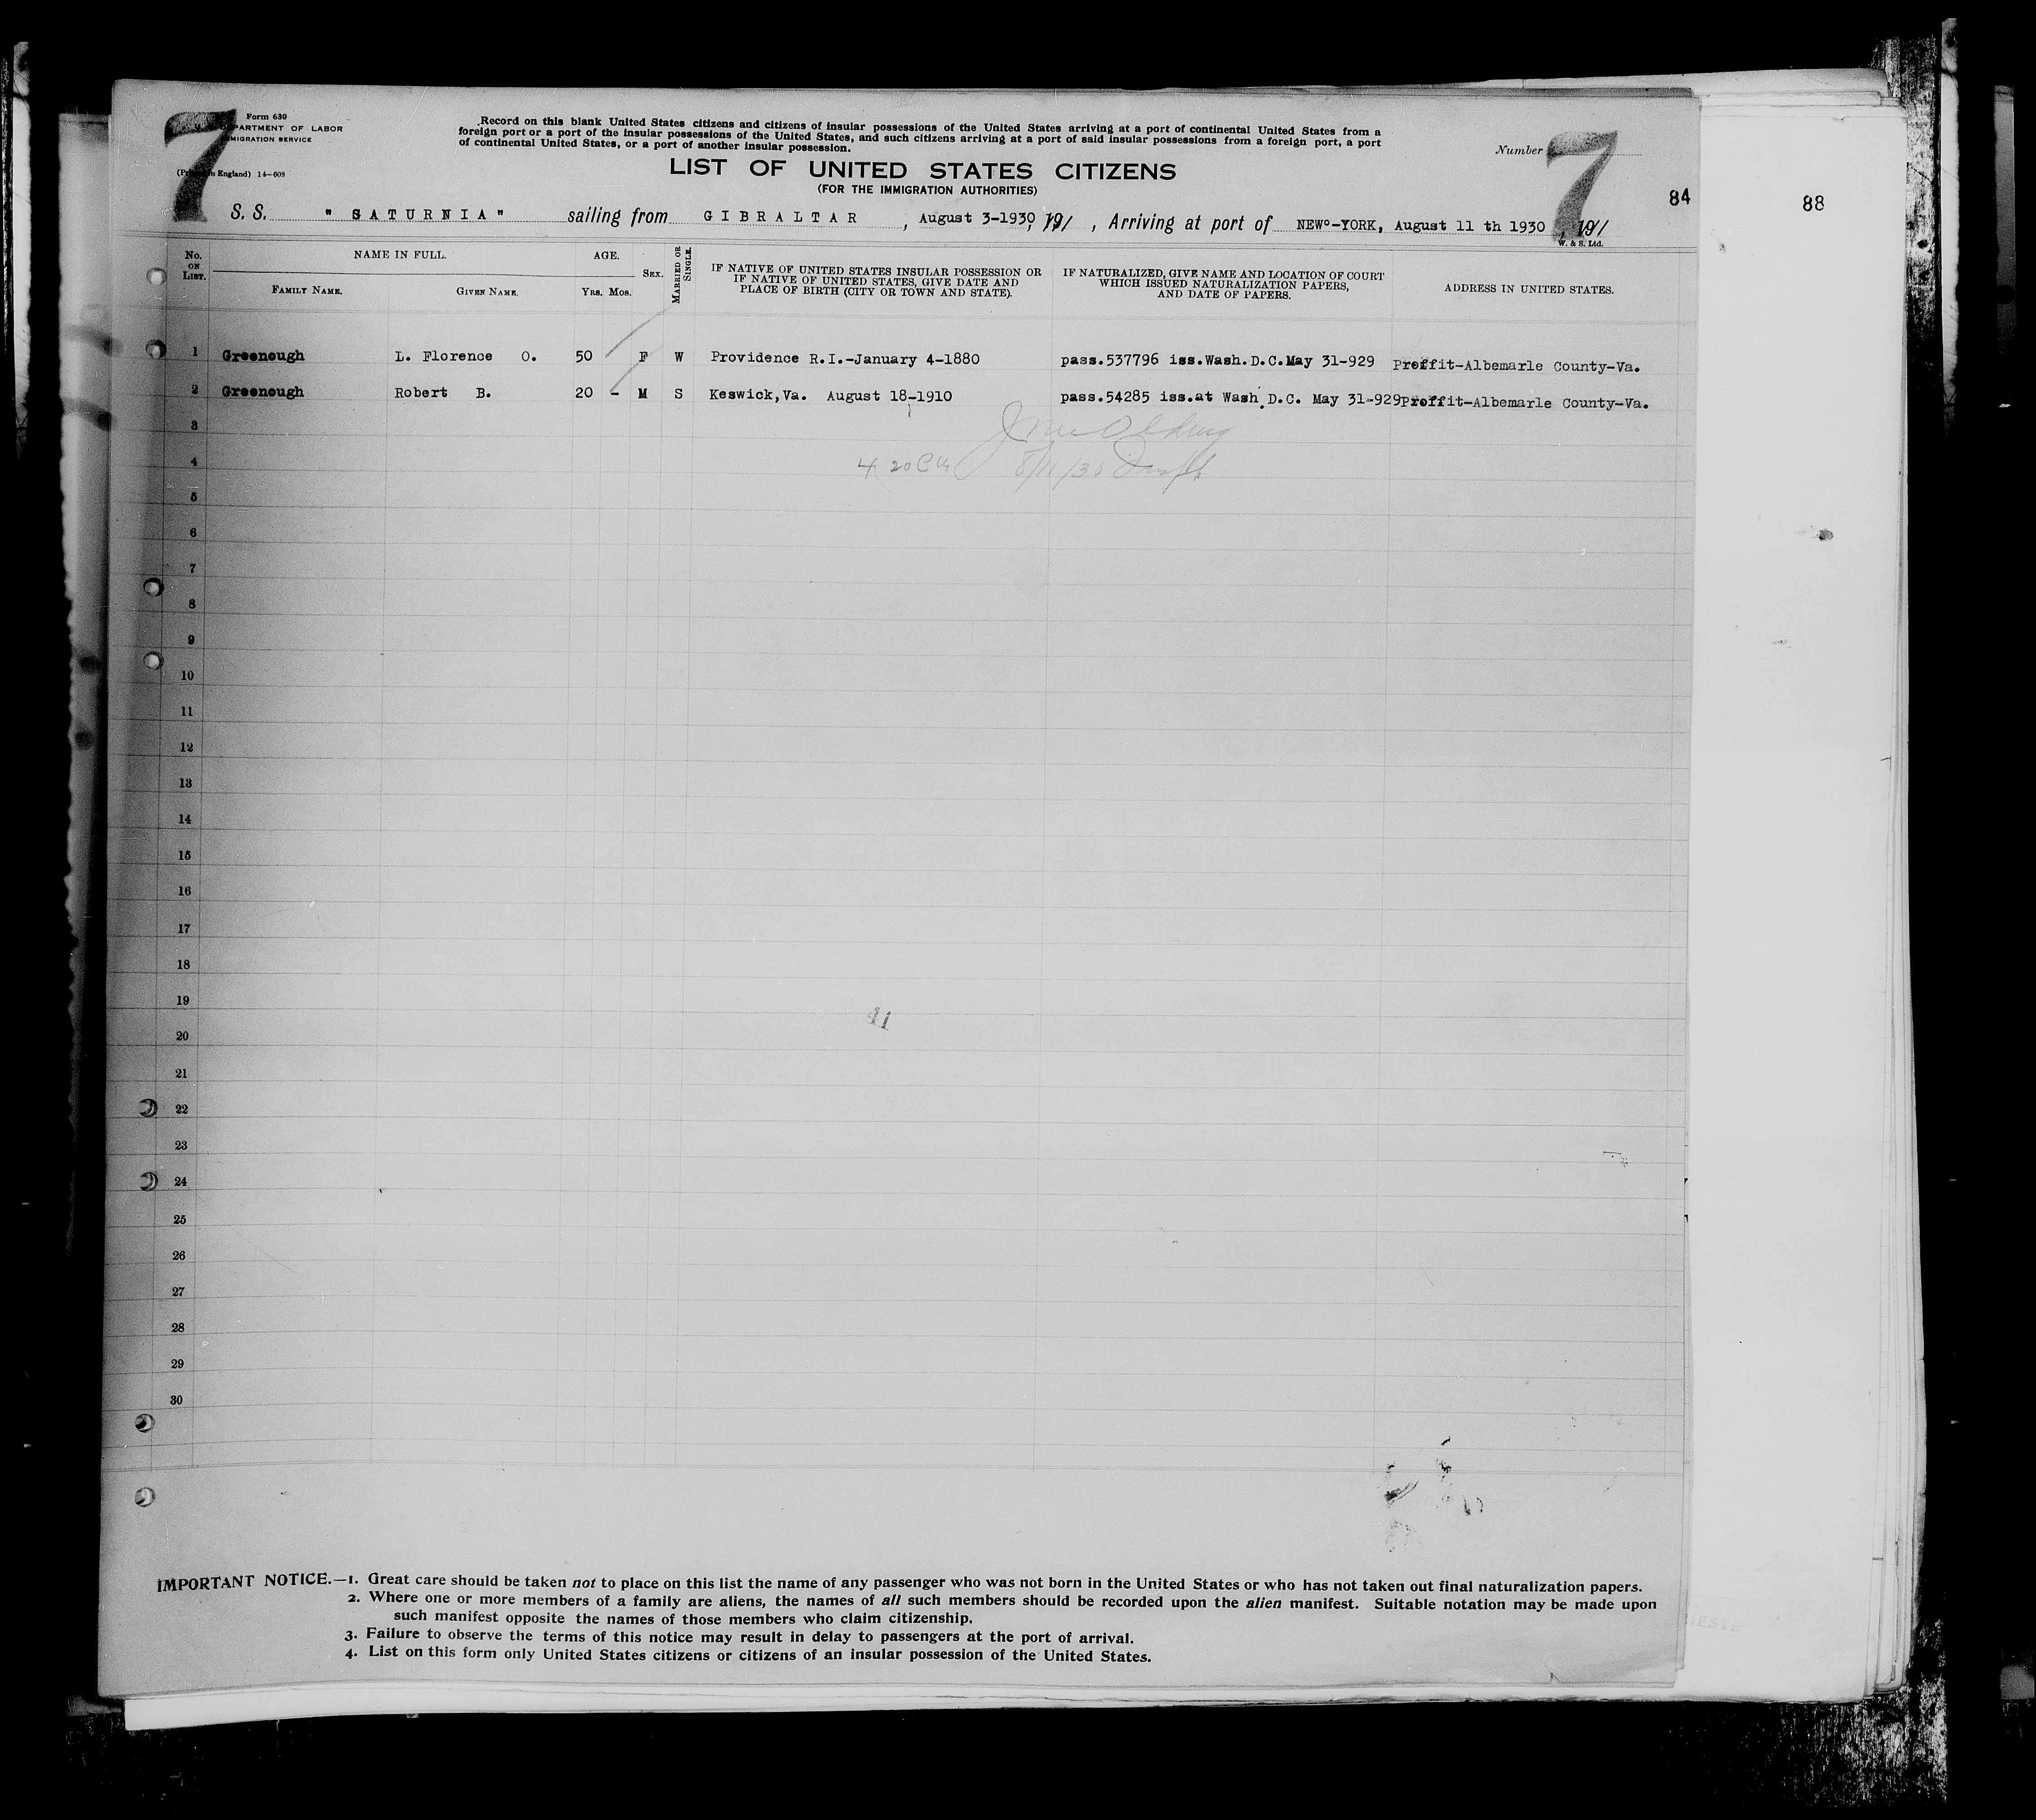 7
Form 630
DEPARTMENT OF LABOR
IMMIGRATION SERVICE
(Printed in England) 14—608
Record on this blank United States citizens and citizens of insular possessions of the United States arriving at a port of continental United States from a
foreign port or a port of the insular possessions of the United States, and such citizens arriving at a port of said insular possessions from a foreign port, a port
of continental United States, or a port of another insular possession.
LIST OF UNITED STATES CITIZENS
(FOR THE IMMIGRATION AUTHORITIES)
Number 7
84
88
S. S. " SATURNIA " sailing from GIBRALTAR, August 3-1930, 191 , Arriving at port of NEWº-YORK, August 11 th 1930, 191
W. & S. Ltd.
No. ON LIST. NAME IN FULL. AGE. SEX. MARRIED OR SINGLE. IF NATIVE OF UNITED STATES INSULAR POSSESSION OR IF NATIVE OF UNITED STATES, GIVE DATE AND PLACE OF BIRTH (CITY OR TOWN AND STATE). IF NATURALIZED, GIVE NAME AND LOCATION OF COURT WHICH ISSUED NATURALIZATION PAPERS, AND DATE OF PAPERS. ADDRESS IN UNITED STATES.
FAMILY NAME. GIVEN NAME. YRS. MOS.
1 Greenough L. Florence O. 50 F W Providence R.I.-January 4-1880 pass.537796 iss.Wash.D.C.May 31-929 Proffit-Albemarle County-Va.
2 Greenough Robert B. 20 - M S Keswick,Va. August 18-1910 pass.54285 iss.at Wash.D.C. May 31-929 Proffit-Albemarle County-Va.
3
4
5
6
7
8
9
10
11
12
13
14
15
16
17
18
19
41
20
21
22
23
24
25
26
27
28
29
30
IMPORTANT NOTICE.—1. Great care should be taken not to place on this list the name of any passenger who was not born in the United States or who has not taken out final naturalization papers.
2. Where one or more members of a family are aliens, the names of all such members should be recorded upon the alien manifest. Suitable notation may be made upon
such manifest opposite the names of those members who claim citizenship.
3. Failure to observe the terms of this notice may result in delay to passengers at the port of arrival.
4. List on this form only United States citizens or citizens of an insular possession of the United States.